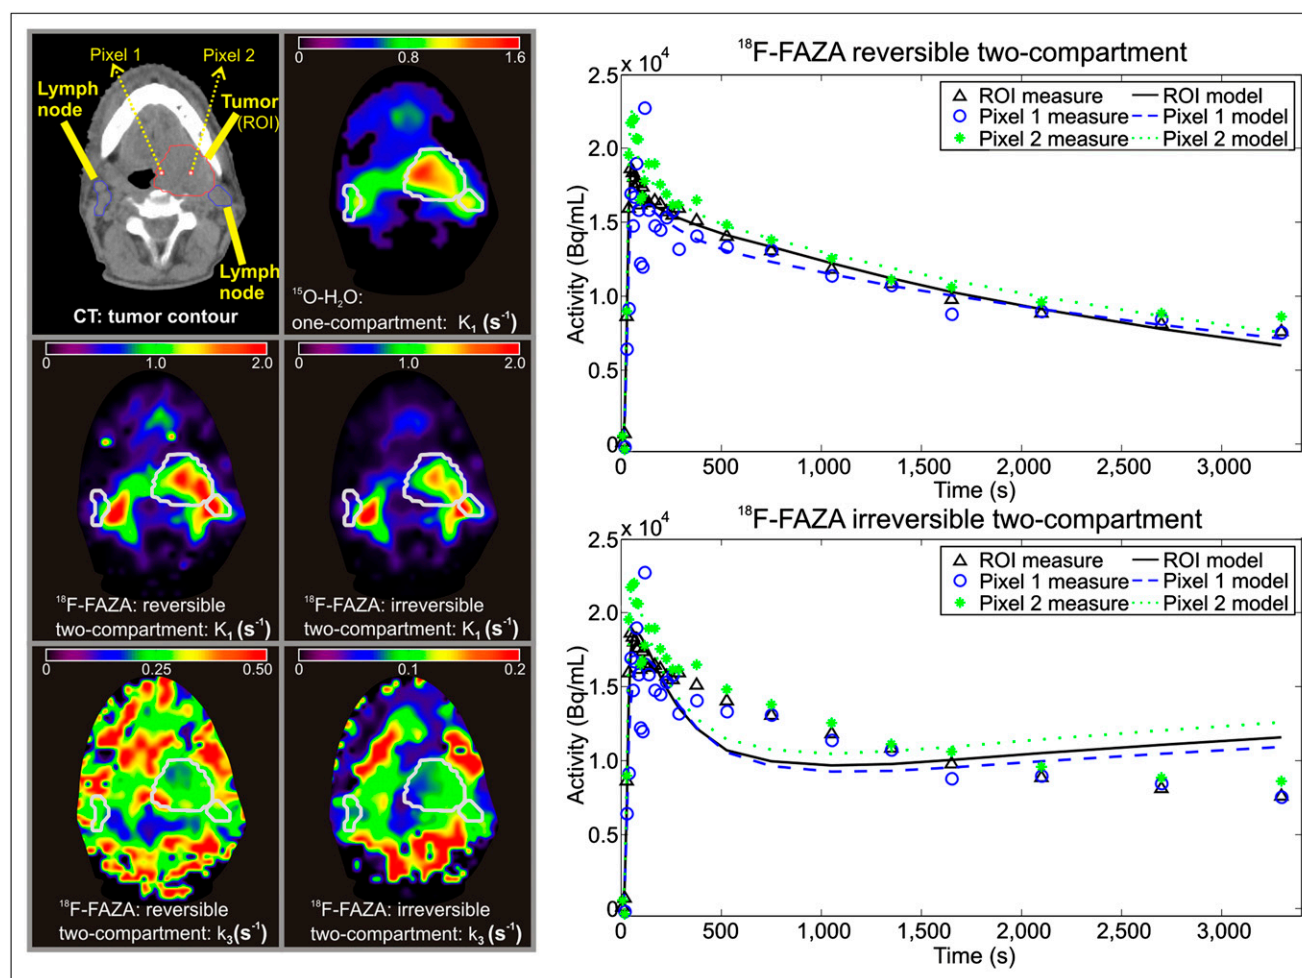 Pixel 1 Pixel 2
Lymph
node
Tumor
(ROI)
Lymph
node
CT: tumor contour
0 0.8 1.6
¹⁵O-H₂O:
one-compartment: K₁ (s⁻¹)
0 1.0 2.0
¹⁸F-FAZA: reversible
two-compartment: K₁ (s⁻¹)
0 1.0 2.0
¹⁸F-FAZA: irreversible
two-compartment: K₁ (s⁻¹)
0 0.25 0.50
¹⁸F-FAZA: reversible
two-compartment: k₃(s⁻¹)
0 0.1 0.2
¹⁸F-FAZA: irreversible
two-compartment: k₃ (s⁻¹)
¹⁸F-FAZA reversible two-compartment
x 10⁴
2.5
2.0
1.5
1.0
0.5
0
Activity (Bq/mL)
ROI measure ROI model
Pixel 1 measure Pixel 1 model
Pixel 2 measure Pixel 2 model
0 500 1,000 1,500 2,000 2,500 3,000
Time (s)
¹⁸F-FAZA irreversible two-compartment
x 10⁴
2.5
2.0
1.5
1.0
0.5
0
Activity (Bq/mL)
ROI measure ROI model
Pixel 1 measure Pixel 1 model
Pixel 2 measure Pixel 2 model
0 500 1,000 1,500 2,000 2,500 3,000
Time (s)